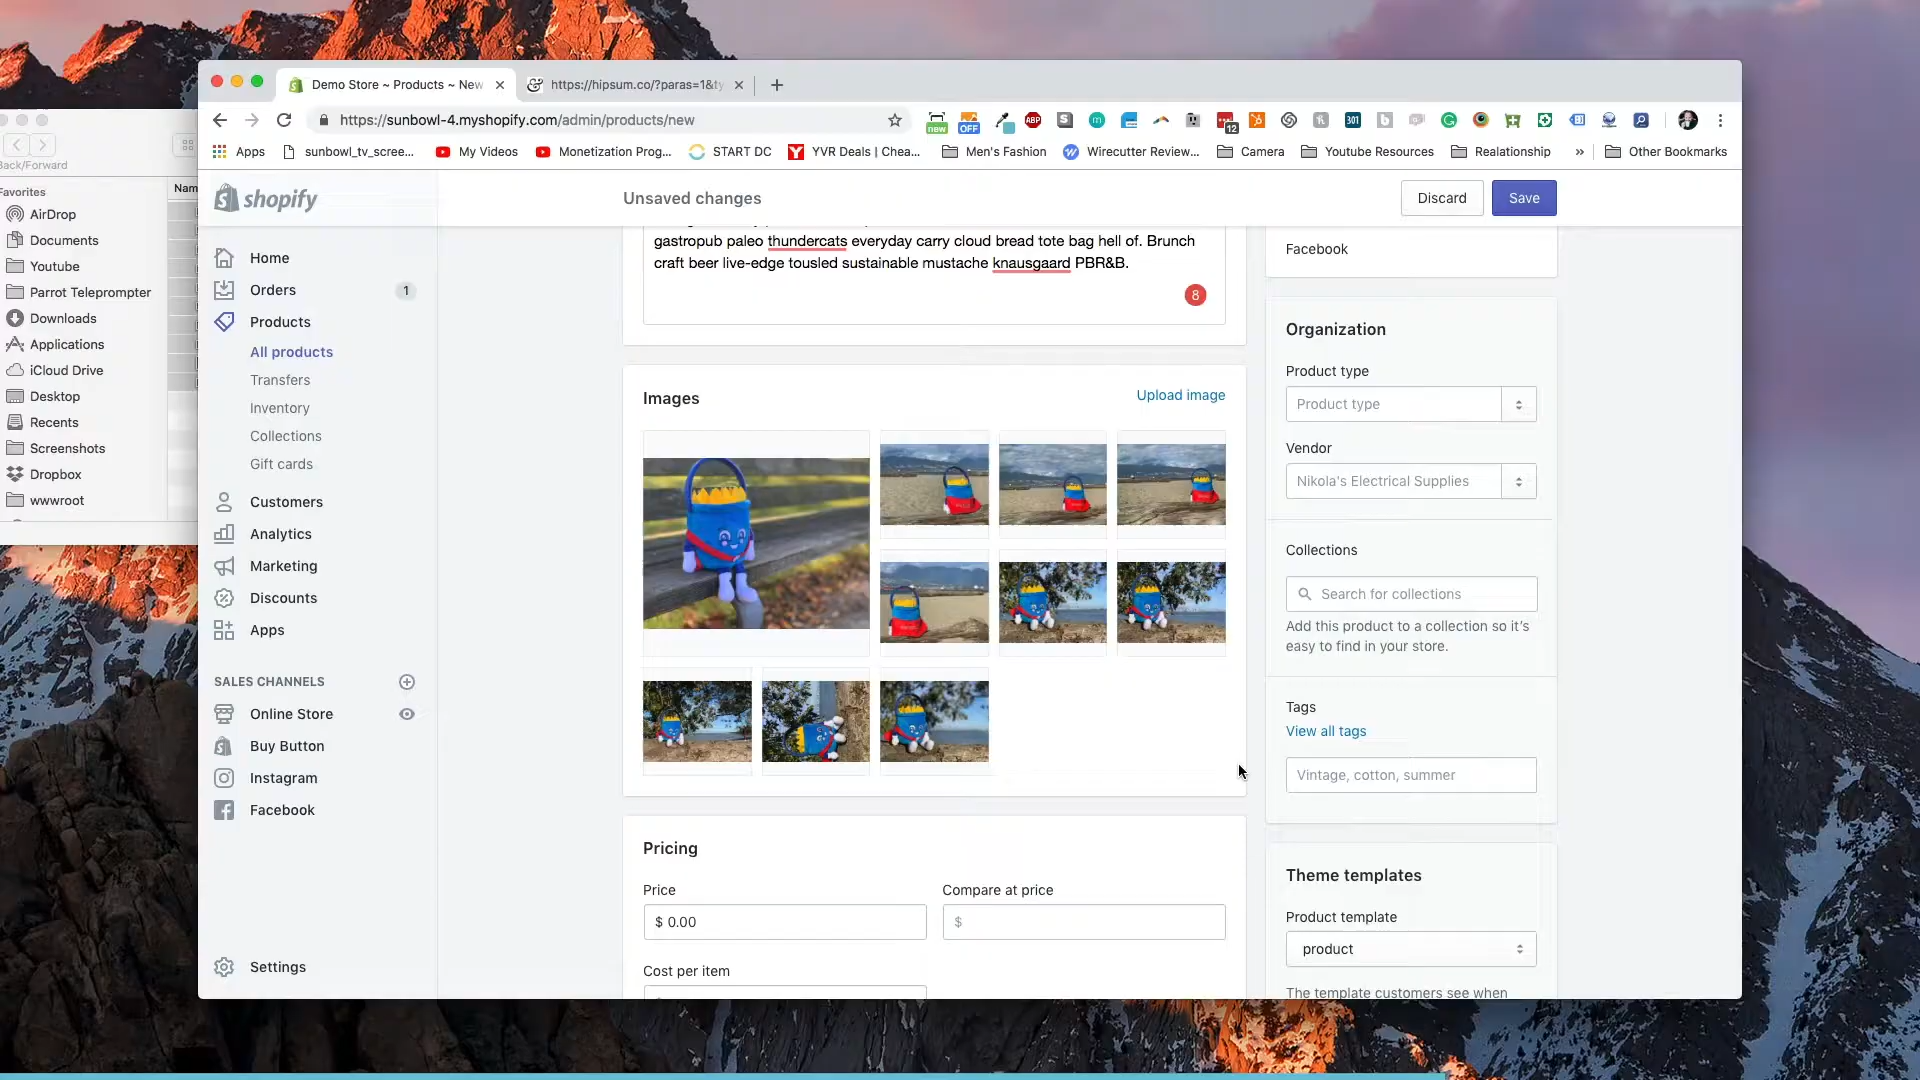 Demo Store ~ Products ~ New
https://hipsum.co/?paras=1&ty
https://sunbowl-4.myshopify.com/admin/products/new
new
OFF
ABP
12
301
Apps
sunbowl_tv_scree...
My Videos
Monetization Prog...
START DC
YVR Deals | Chea...
Men's Fashion
Wirecutter Review...
Camera
Youtube Resources
Realationship
»
Other Bookmarks
Back/Forward
Favorites
Nam
AirDrop
Documents
Youtube
Parrot Teleprompter
Downloads
Applications
iCloud Drive
Desktop
Recents
Screenshots
Dropbox
wwwroot
shopify
Unsaved changes
Discard
Save
Home
Orders
1
Products
All products
Transfers
Inventory
Collections
Gift cards
Customers
Analytics
Marketing
Discounts
Apps
SALES CHANNELS
Online Store
Buy Button
Instagram
Facebook
Settings
gastropub paleo thundercats everyday carry cloud bread tote bag hell of. Brunch
craft beer live-edge tousled sustainable mustache knausgaard PBR&B.
8
Images
Upload image
Pricing
Price
Compare at price
$ 0.00
$
Cost per item
Facebook
Organization
Product type
Product type
Vendor
Nikola's Electrical Supplies
Collections
Search for collections
Add this product to a collection so it's
easy to find in your store.
Tags
View all tags
Vintage, cotton, summer
Theme templates
Product template
product
The template customers see when